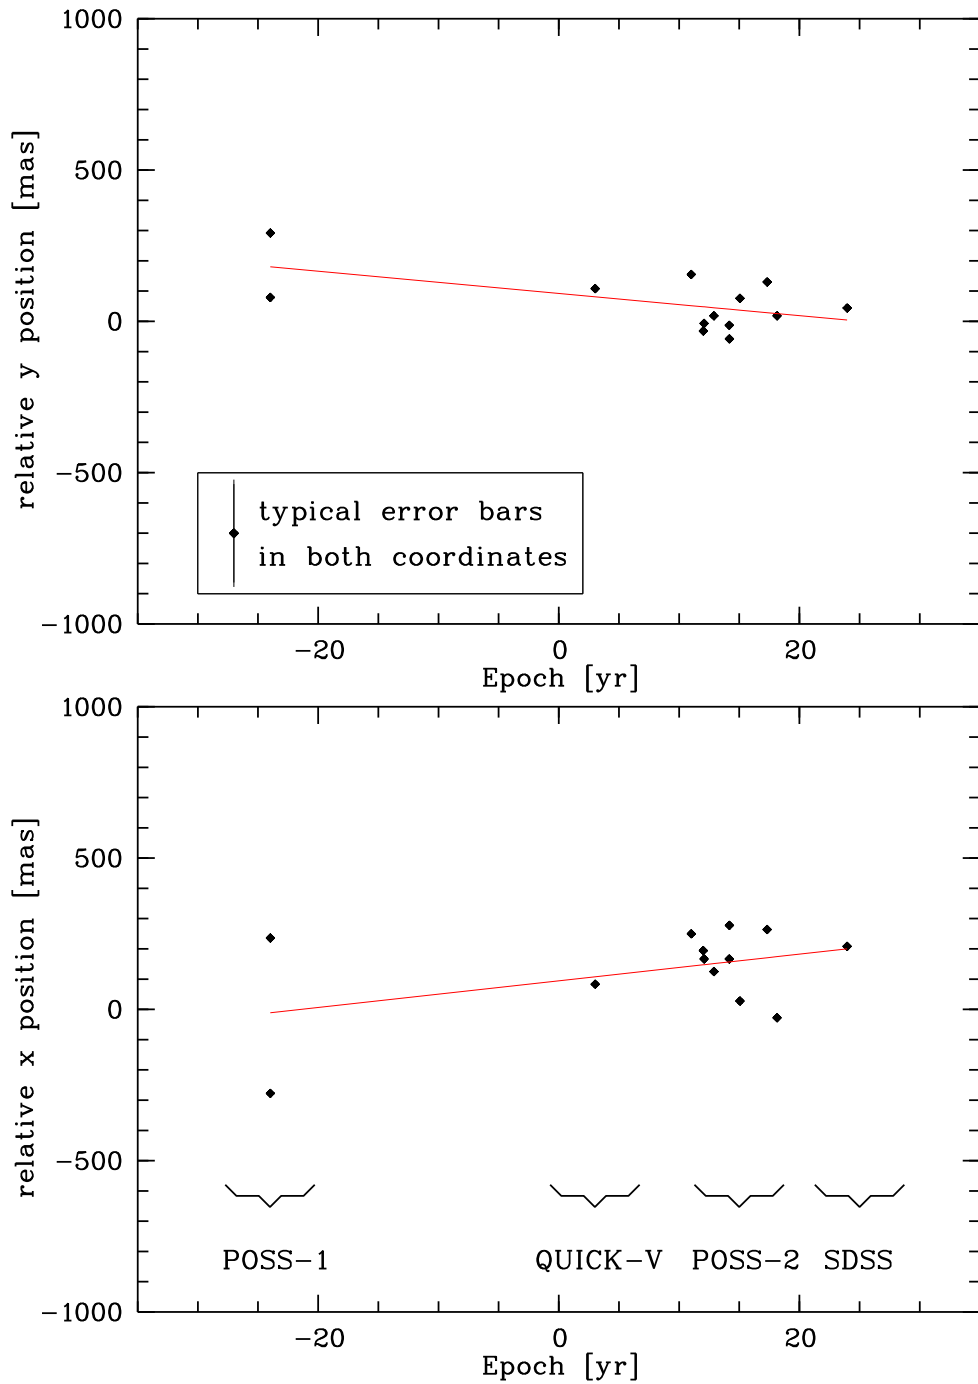 1000
500
0
−500
−1000
relative y position [mas]
typical error bars
in both coordinates
−20 0 20
Epoch [yr]
1000
500
0
−500
−1000
relative x position [mas]
POSS−1 QUICK−V POSS−2 SDSS
−20 0 20
Epoch [yr]